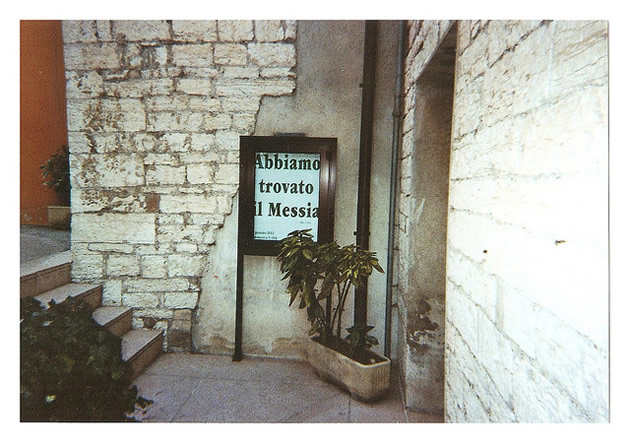 Abbiamo
trovato
il Messia